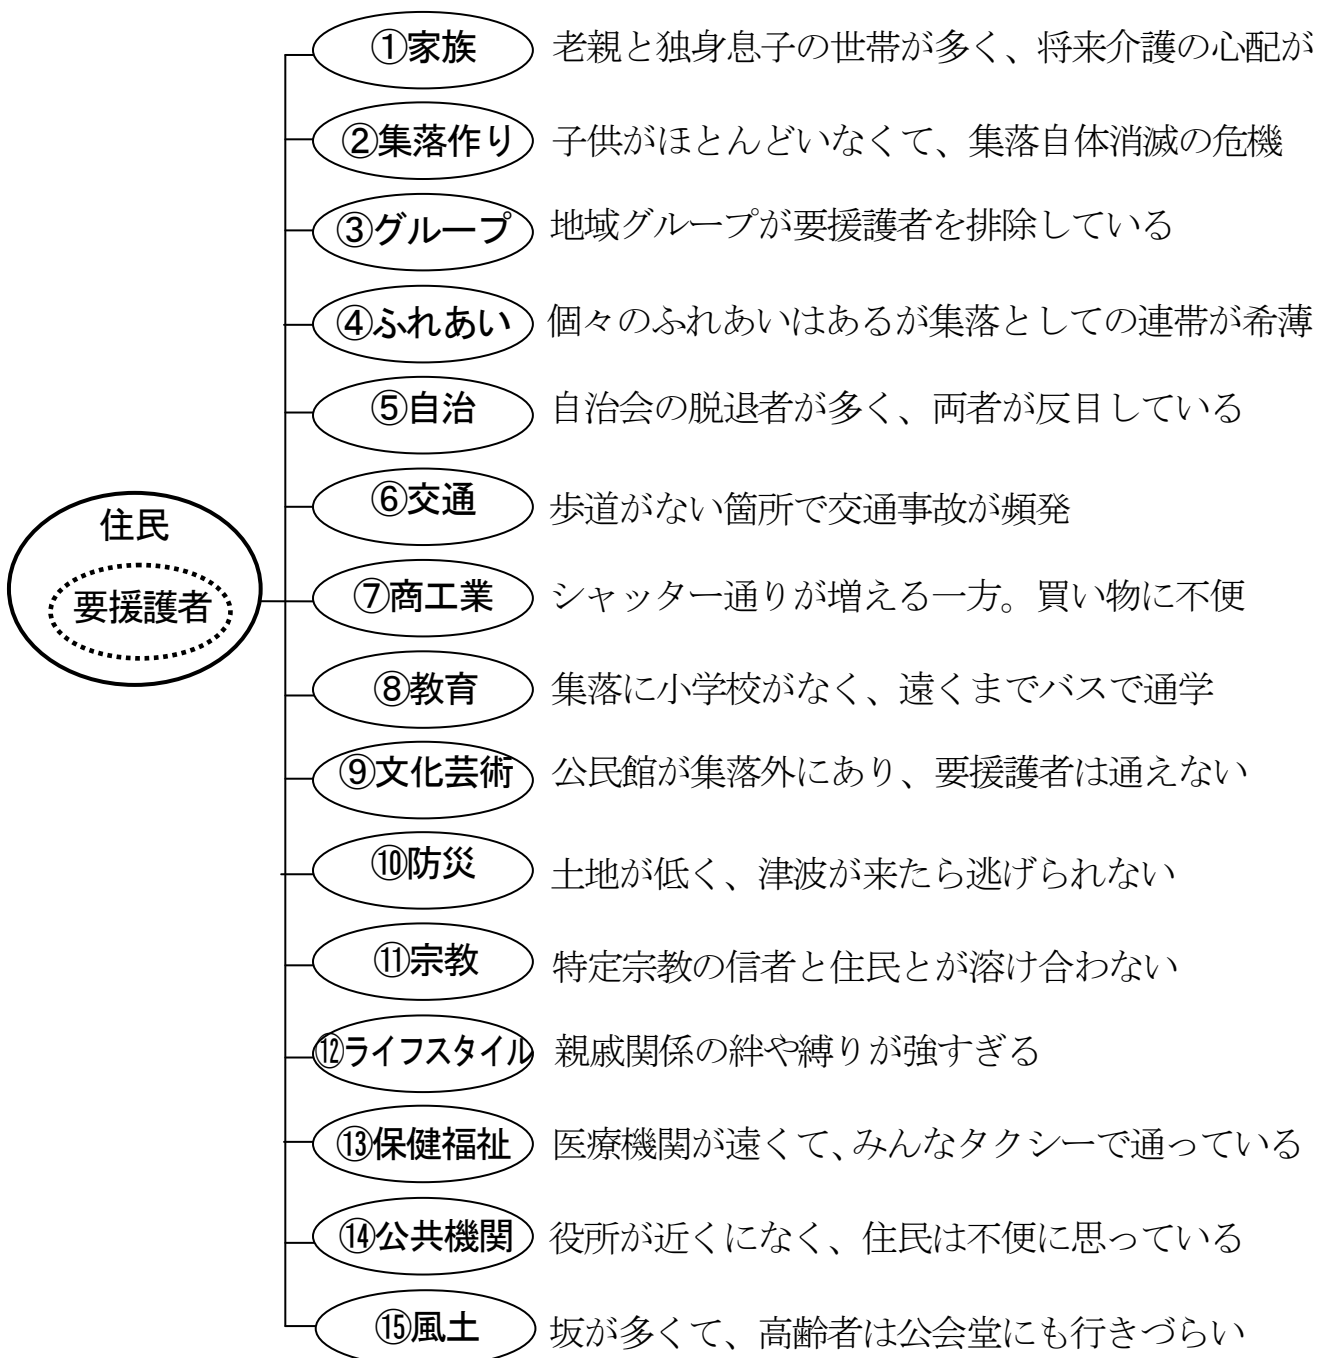 ①家族 老親と独身息子の世帯が多く、将来介護の心配が
②集落作り 子供がほとんどいなくて、集落自体消滅の危機
③グループ 地域グループが要援護者を排除している
④ふれあい 個々のふれあいはあるが集落としての連帯が希薄
⑤自治 自治会の脱退者が多く、両者が反目している
⑥交通 歩道がない箇所で交通事故が頻発
住民
要援護者
⑦商工業 シャッター通りが増える一方。買い物に不便
⑧教育 集落に小学校がなく、遠くまでバスで通学
⑨文化芸術 公民館が集落外にあり、要援護者は通えない
⑩防災 土地が低く、津波が来たら逃げられない
⑪宗教 特定宗教の信者と住民とが溶け合わない
⑫ライフスタイル 親戚関係の絆や縛りが強すぎる
⑬保健福祉 医療機関が遠くて、みんなタクシーで通っている
⑭公共機関 役所が近くになく、住民は不便に思っている
⑮風土 坂が多くて、高齢者は公会堂にも行きづらい